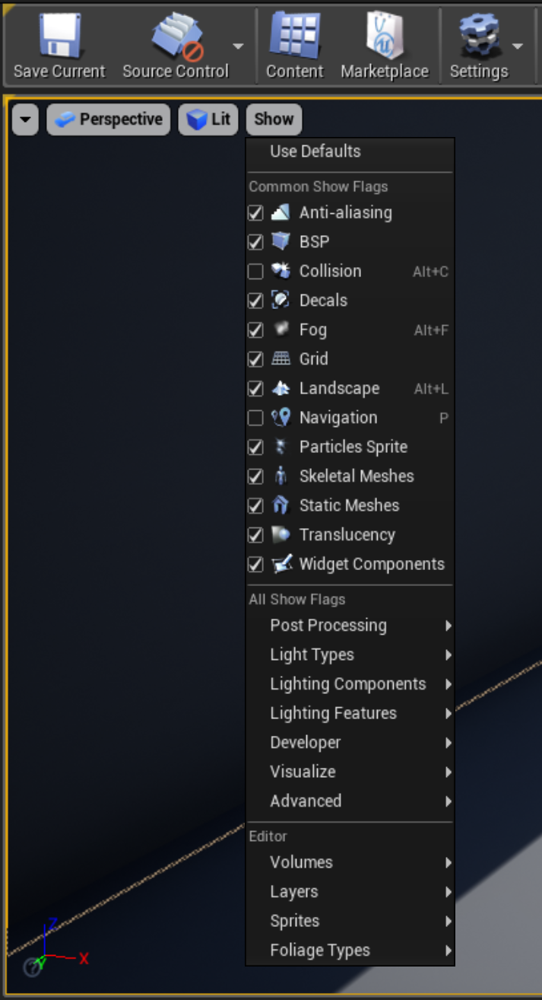 Save Current Source Control Content Marketplace Settings
Perspective Lit Show
Use Defaults
Common Show Flags
Anti-aliasing
BSP
Collision Alt+C
Decals
Fog Alt+F
Grid
Landscape Alt+L
Navigation P
Particles Sprite
Skeletal Meshes
Static Meshes
Translucency
Widget Components
All Show Flags
Post Processing
Light Types
Lighting Components
Lighting Features
Developer
Visualize
Advanced
Editor
Volumes
Layers
Sprites
Foliage Types
Z
X
Y